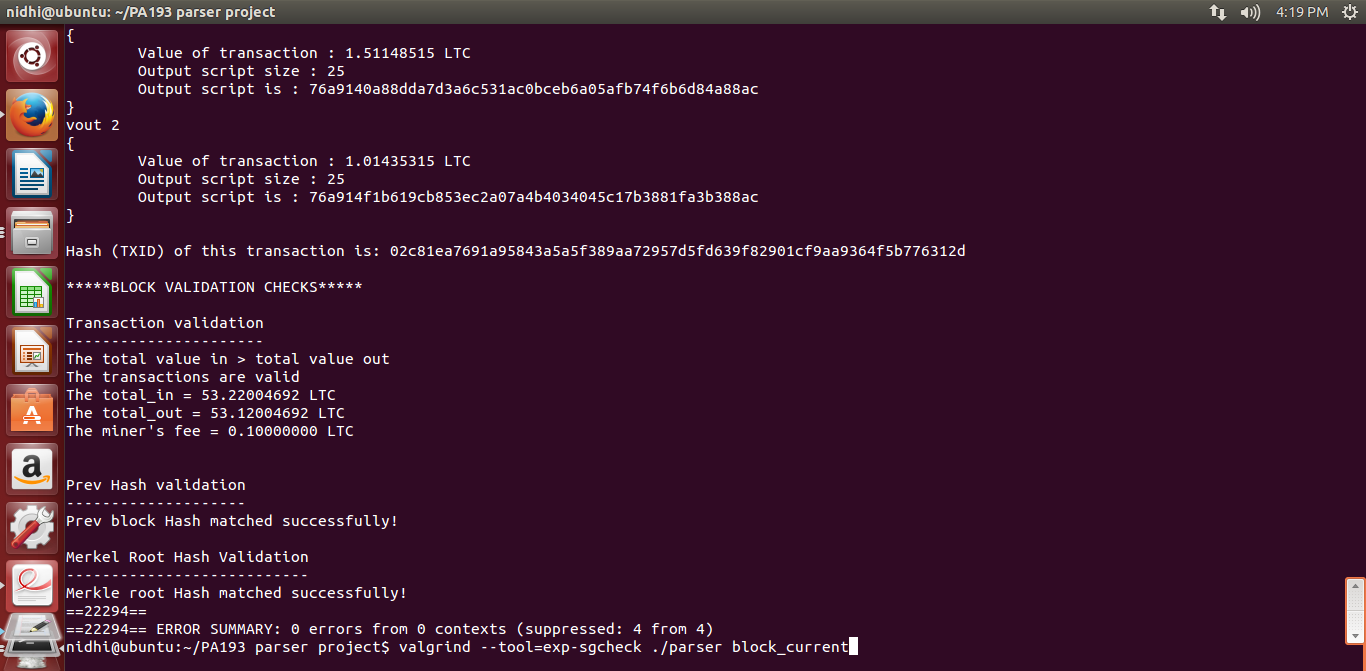 nidhi@ubuntu: ~/PA193 parser project
4:19 PM
{
Value of transaction : 1.51148515 LTC
Output script size : 25
Output script is : 76a9140a88dda7d3a6c531ac0bceb6a05afb74f6b6d84a88ac
}
vout 2
{
Value of transaction : 1.01435315 LTC
Output script size : 25
Output script is : 76a914f1b619cb853ec2a07a4b4034045c17b3881fa3b388ac
}
Hash (TXID) of this transaction is: 02c81ea7691a95843a5a5f389aa72957d5fd639f82901cf9aa9364f5b776312d
*****BLOCK VALIDATION CHECKS*****
Transaction validation
----------------------
The total value in > total value out
The transactions are valid
The total_in = 53.22004692 LTC
The total_out = 53.12004692 LTC
The miner's fee = 0.10000000 LTC
Prev Hash validation
--------------------
Prev block Hash matched successfully!
Merkel Root Hash Validation
---------------------------
Merkle root Hash matched successfully!
==22294==
==22294== ERROR SUMMARY: 0 errors from 0 contexts (suppressed: 4 from 4)
nidhi@ubuntu:~/PA193 parser project$ valgrind --tool=exp-sgcheck ./parser block_current